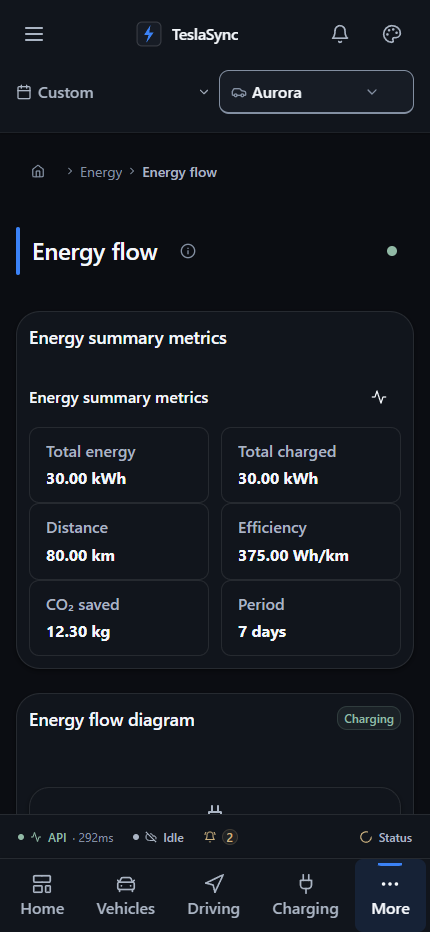 TeslaSync
Custom
Aurora
Energy
Energy flow
Energy flow
Energy summary metrics
Energy summary metrics
Total energy
30.00 kWh
Total charged
30.00 kWh
Distance
80.00 km
Efficiency
375.00 Wh/km
CO₂ saved
12.30 kg
Period
7 days
Energy flow diagram
Charging
API · 292ms
Idle
2
Status
Home
Vehicles
Driving
Charging
More